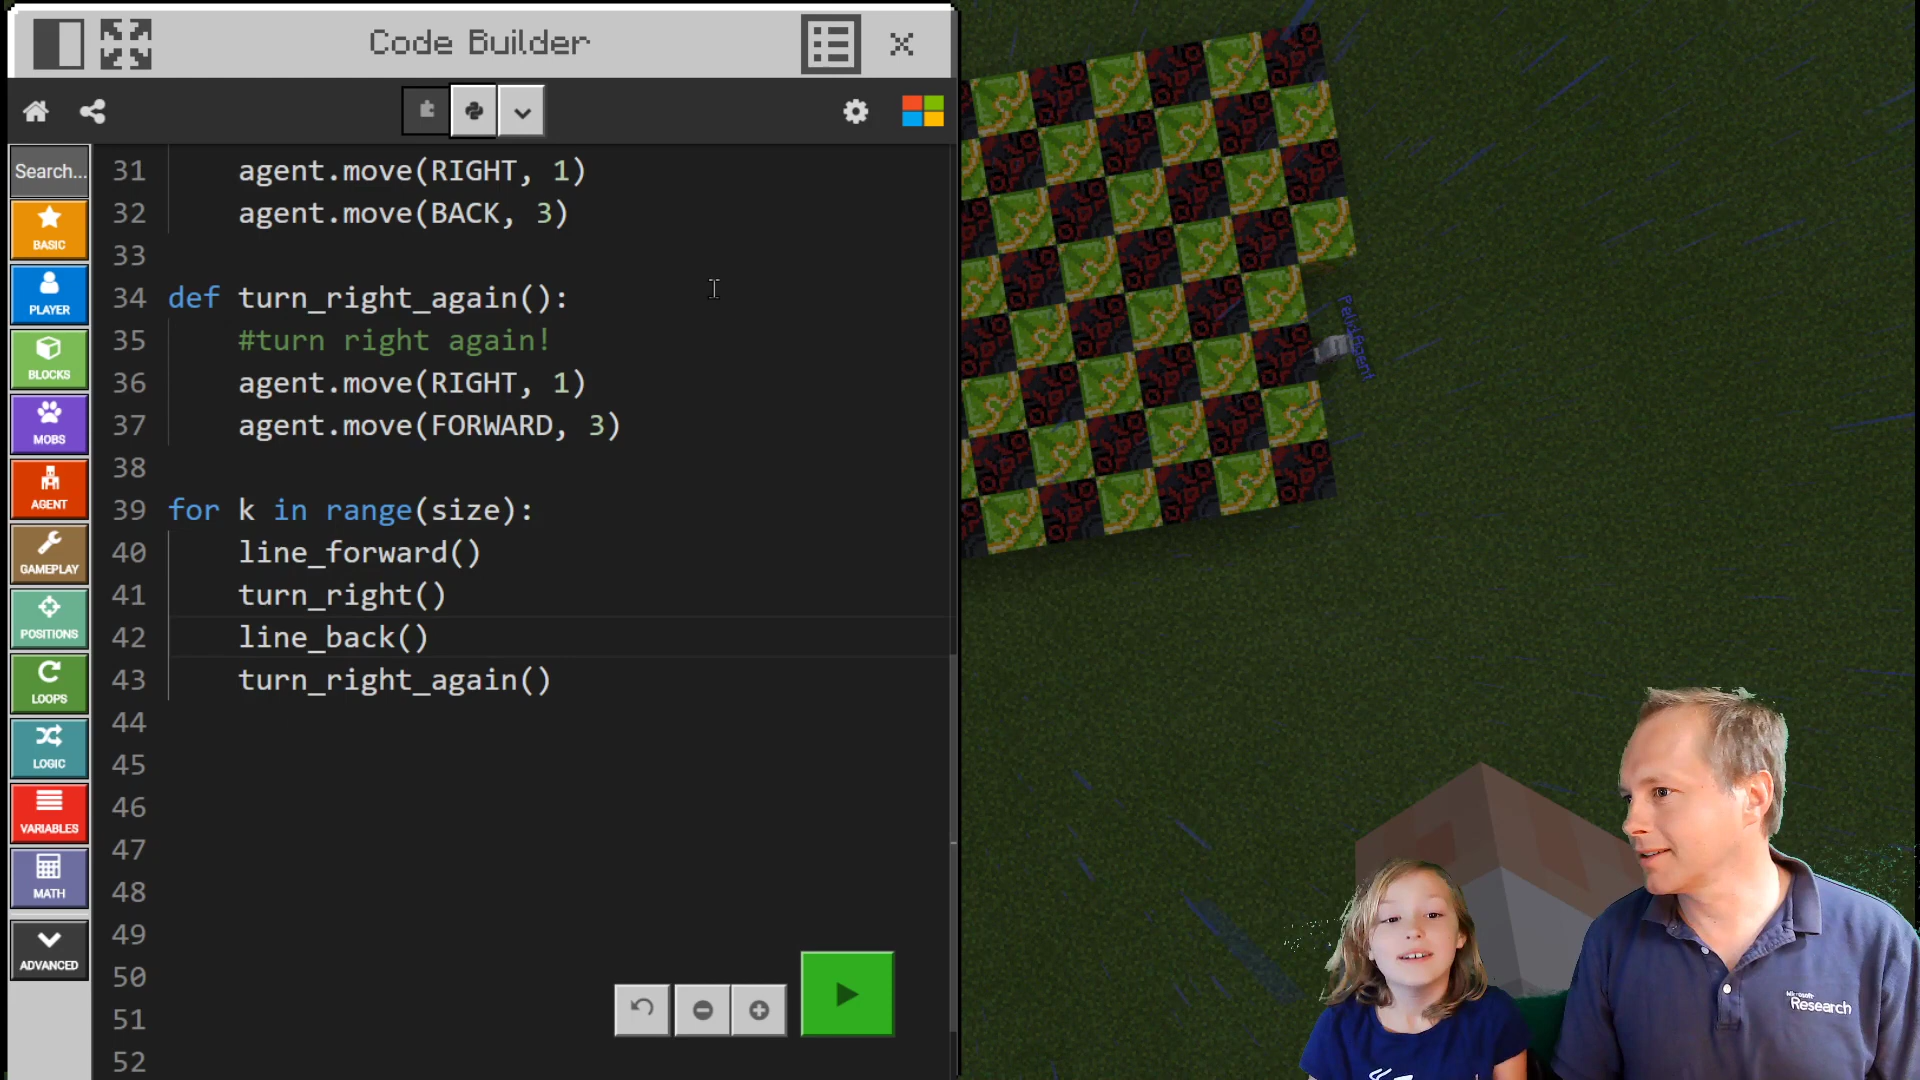 Code Builder
Search...
BASIC
PLAYER
BLOCKS
MOBS
AGENT
GAMEPLAY
POSITIONS
LOOPS
LOGIC
VARIABLES
MATH
ADVANCED
31 agent.move(RIGHT, 1)
32 agent.move(BACK, 3)
33
34 def turn_right_again():
35 #turn right again!
36 agent.move(RIGHT, 1)
37 agent.move(FORWARD, 3)
38
39 for k in range(size):
40 line_forward()
41 turn_right()
42 line_back()
43 turn_right_again()
44
45
46
47
48
49
50
51
52
Microsoft
Research